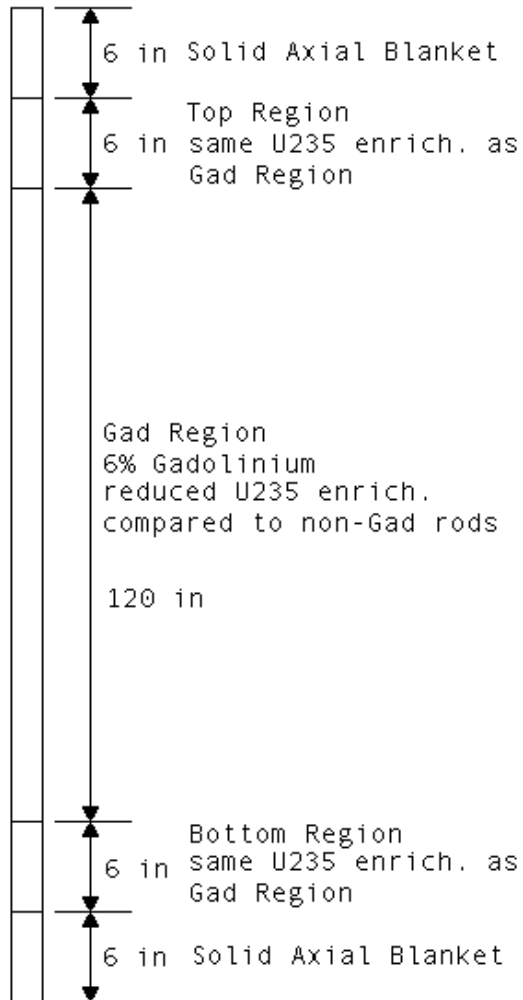 6 in Solid Axial Blanket
Top Region
6 in same U235 enrich. as
Gad Region
Gad Region
6% Gadolinium
reduced U235 enrich.
compared to non-Gad rods
120 in
Bottom Region
6 in same U235 enrich. as
Gad Region
6 in Solid Axial Blanket